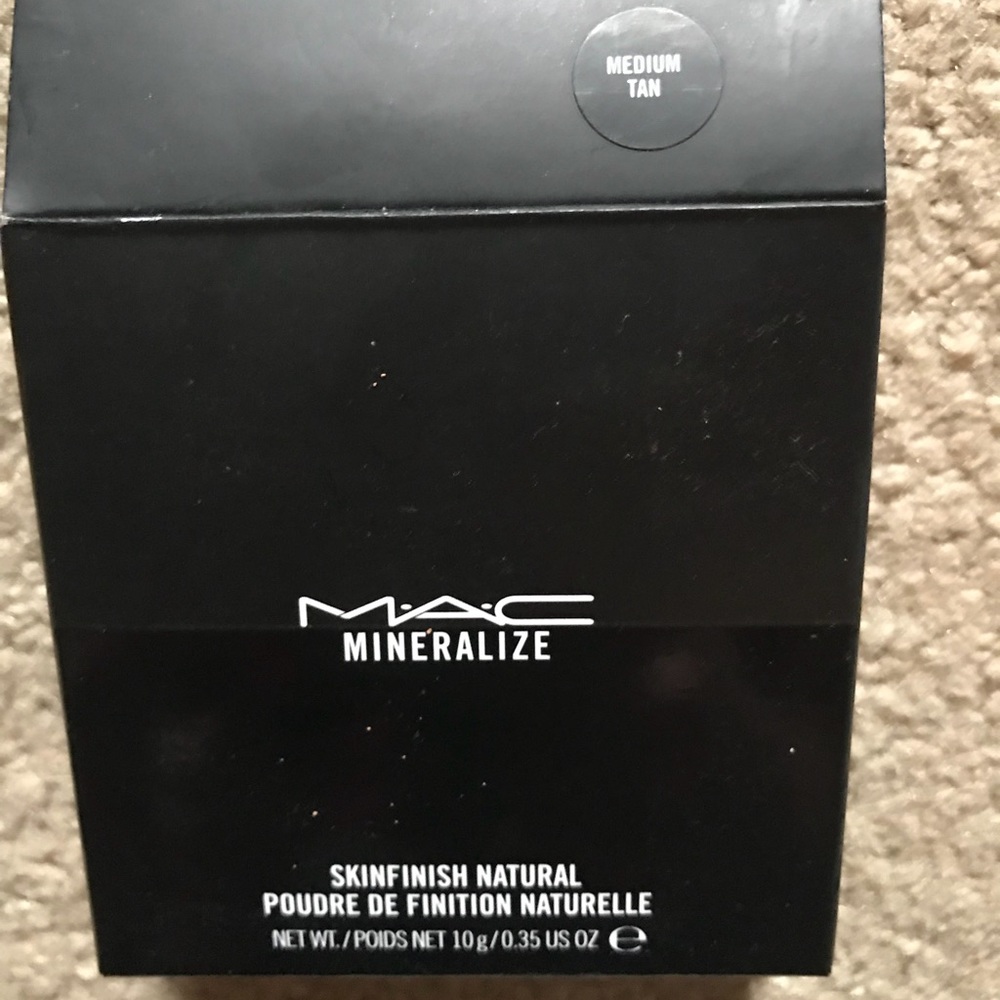 MEDIUM
TAN
M·A·C
MINERALIZE
SKINFINISH NATURAL
POUDRE DE FINITION NATURELLE
NET WT. / POIDS NET 10 g / 0.35 US OZ ℮